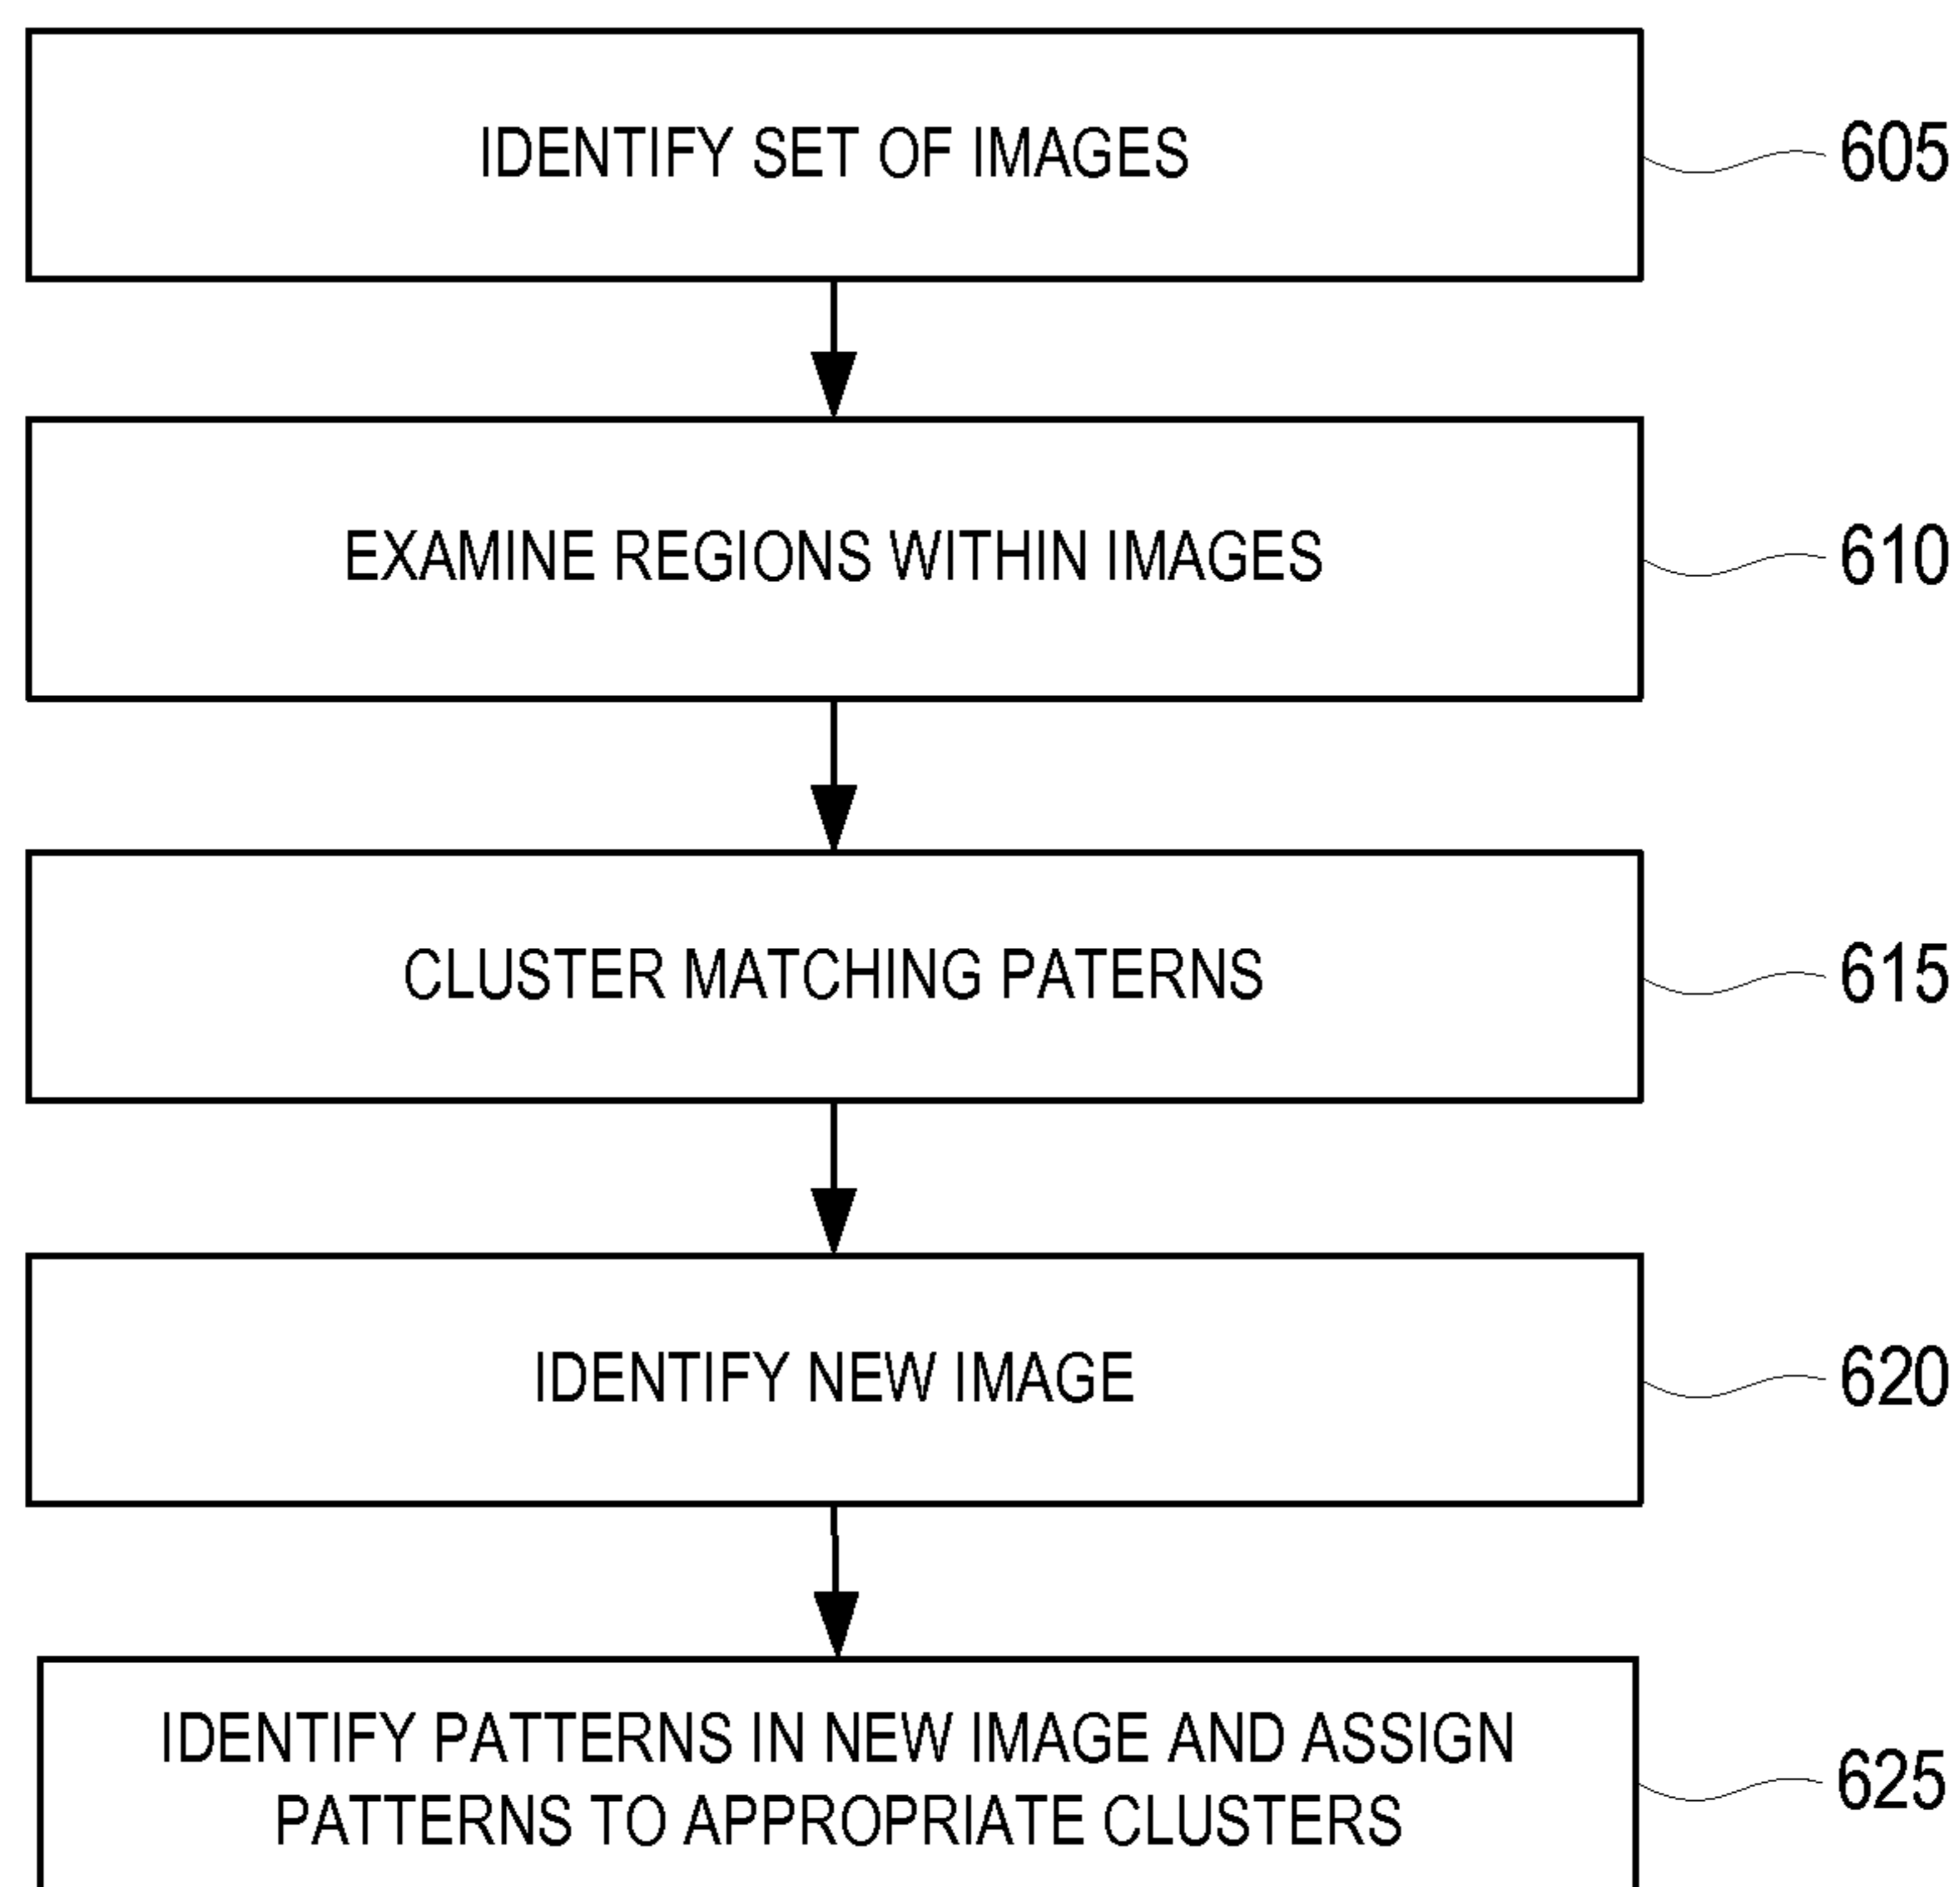 IDENTIFY SET OF IMAGES
605
EXAMINE REGIONS WITHIN IMAGES
610
CLUSTER MATCHING PATERNS
615
IDENTIFY NEW IMAGE
620
IDENTIFY PATTERNS IN NEW IMAGE AND ASSIGN
PATTERNS TO APPROPRIATE CLUSTERS
625